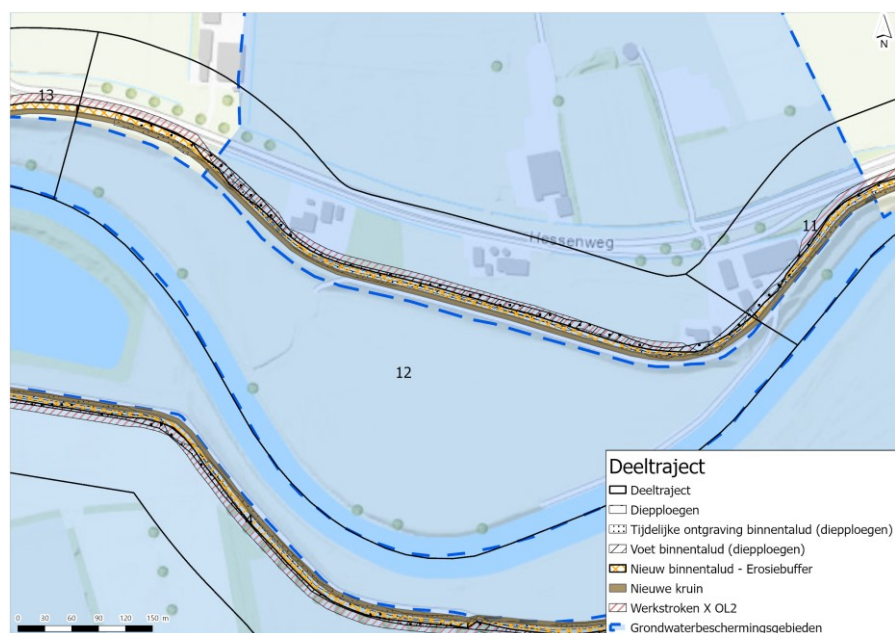 N
13
11
Hessenweg
12
4
Deeltraject
Deeltraject
Diepploegen
Tijdelijke ontgraving binnentalud (diepploegen)
Voet binnentalud (diepploegen)
Nieuw binnentalud - Erosiebuffer
Nieuwe kruin
Werkstroken X OL2
Grondwaterbeschermingsgebieden
0 30 60 90 120 150 m